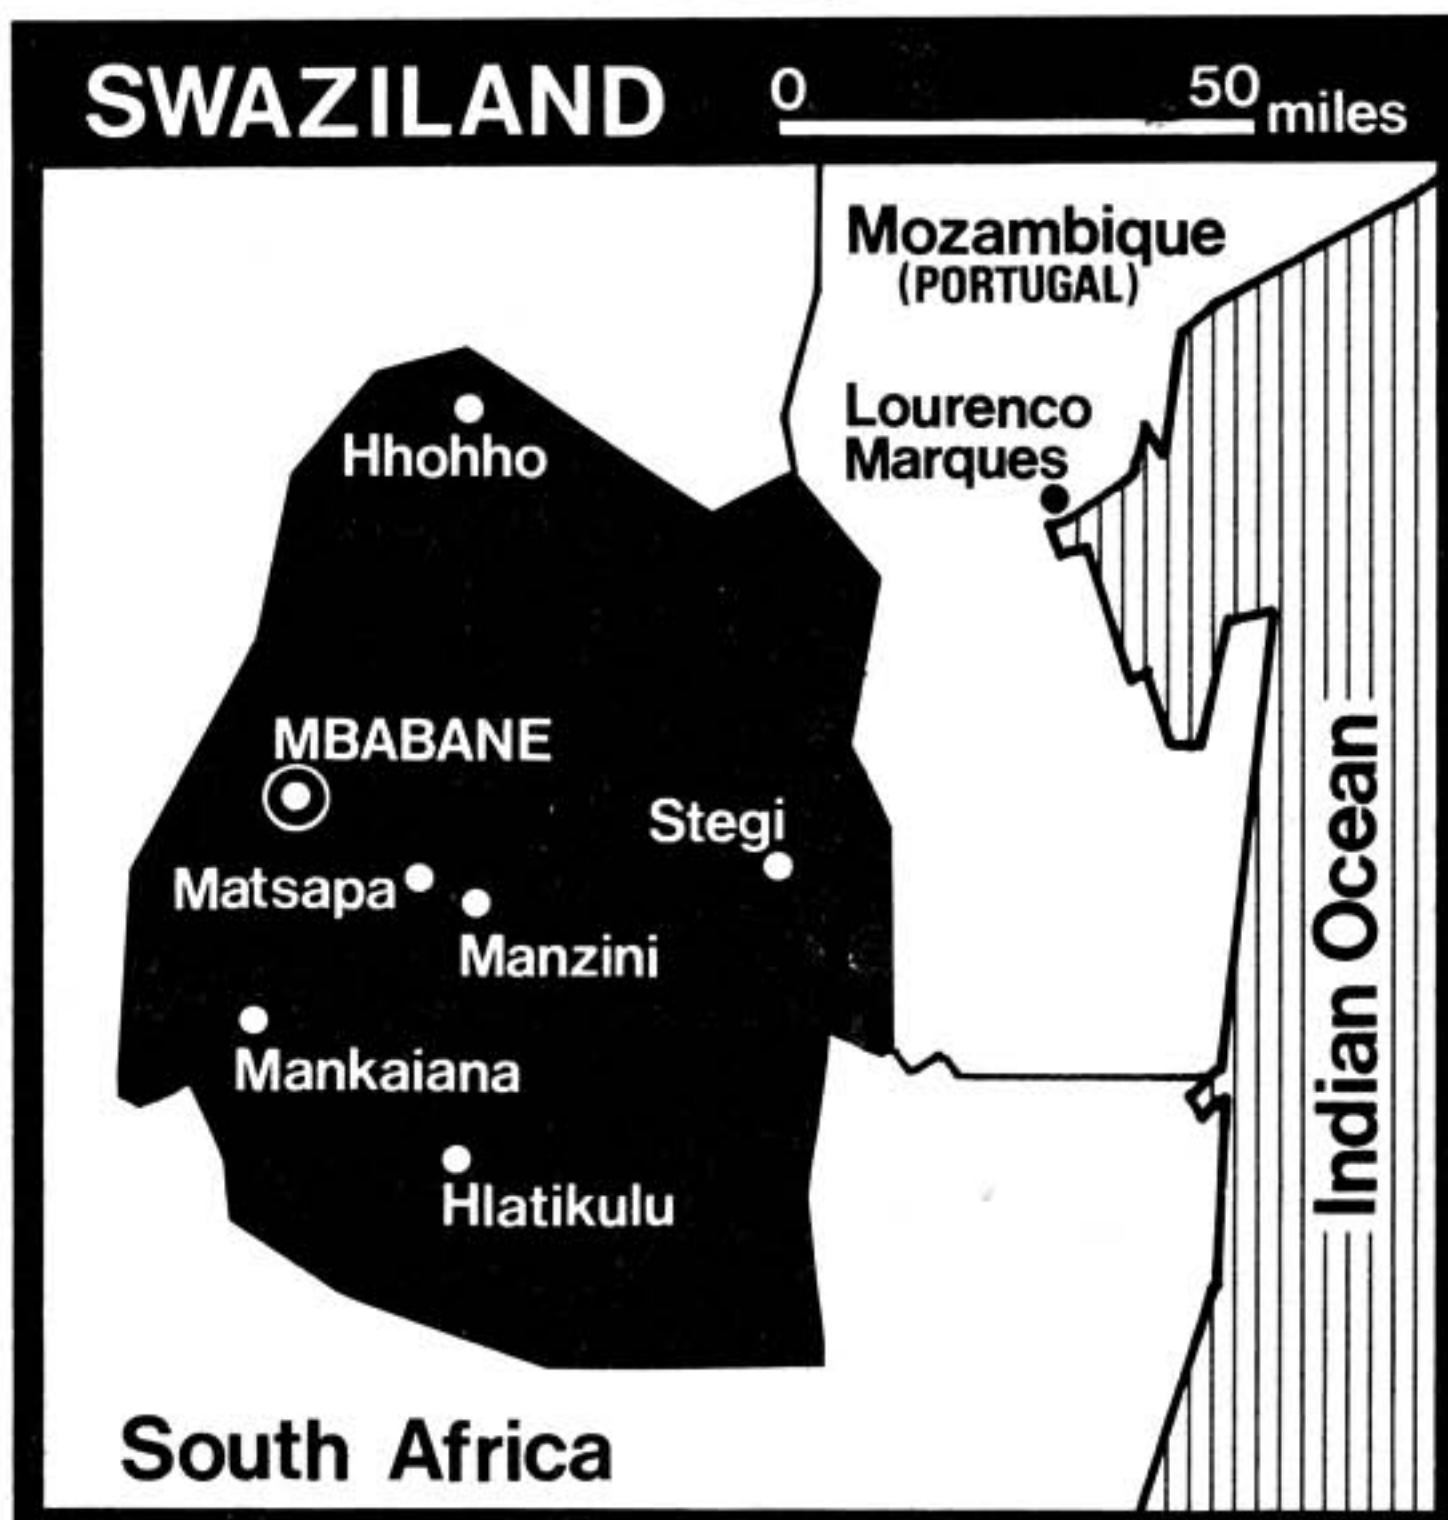 SWAZILAND
0 50 miles
Mozambique
(PORTUGAL)
Lourenco
Marques
Hhohho
MBABANE
Stegi
Matsapa
Manzini
Mankaiana
Hlatikulu
Indian Ocean
South Africa